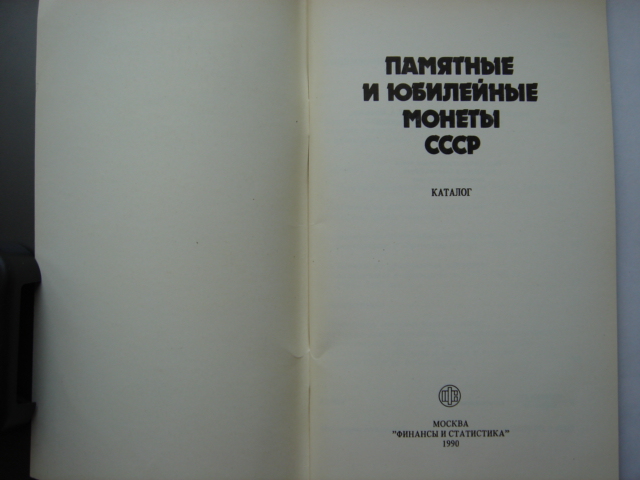 ПАМЯТНЫЕ
И ЮБИЛЕЙНЫЕ
МОНЕТЫ
СССР
КАТАЛОГ
МОСКВА
"ФИНАНСЫ И СТАТИСТИКА"
1990